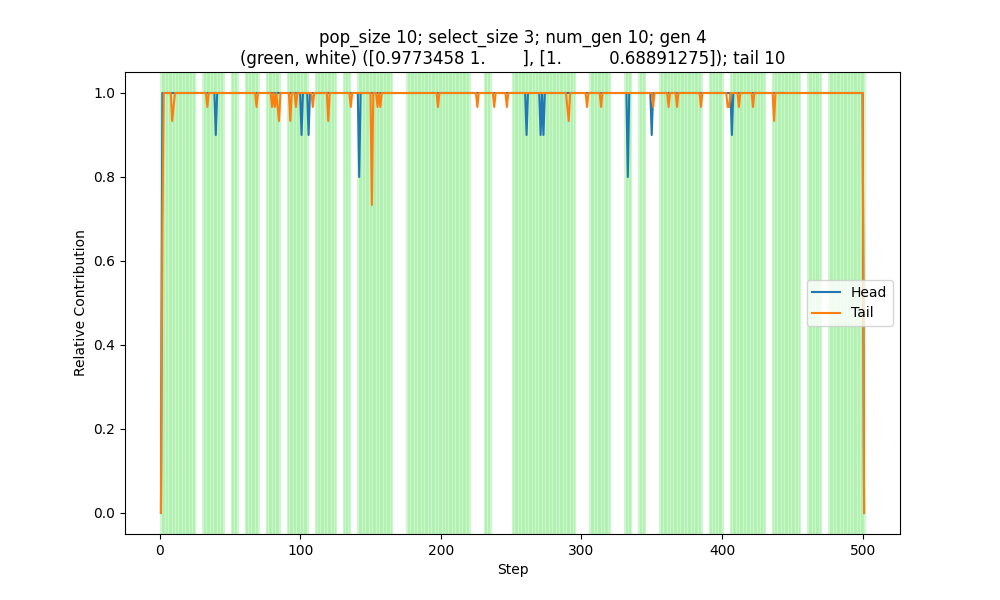 pop_size 10; select_size 3; num_gen 10; gen 4
(green, white) ([0.9773458 1.        ], [1.         0.68891275]); tail 10
Relative Contribution
1.0
0.8
0.6
0.4
0.2
0.0
Head
Tail
0 100 200 300 400 500
Step